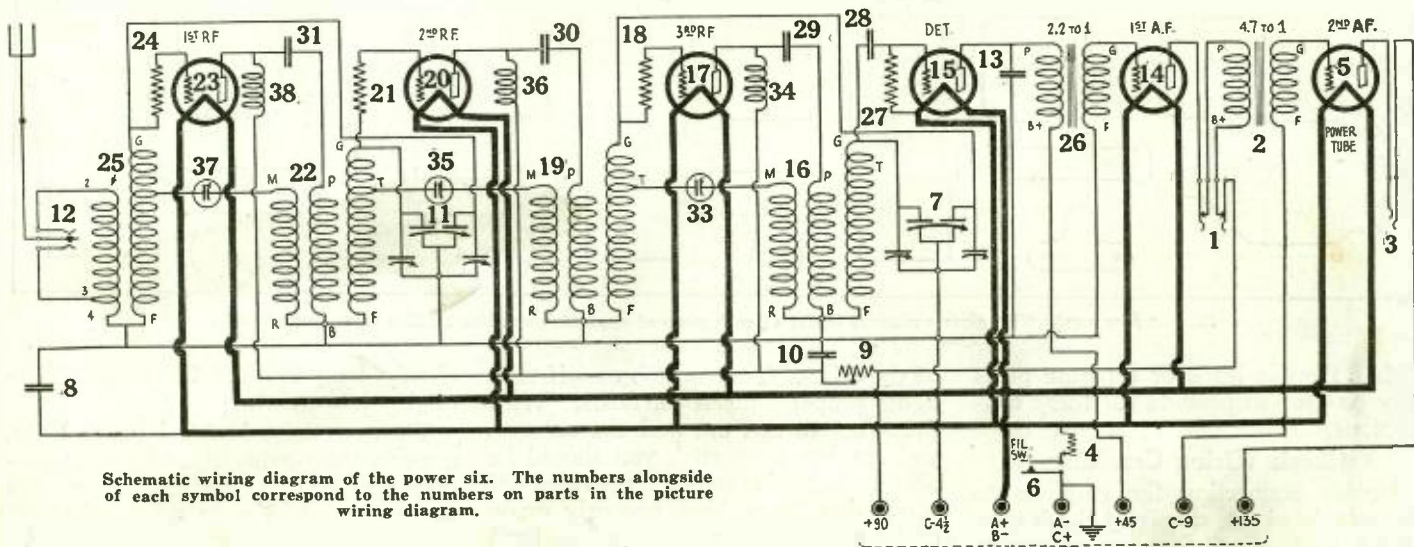 1ST RF
2ND R.F.
3RD RF
DET.
2.2 TO 1
1ST A.F.
4.7 TO 1
2ND AF.
24
31
30
18
29
28
13
P
G
P
G
23
38
21
20
36
17
34
15
14
5
27
B+
26
F
B+
2
F
POWER TUBE
G
G
G
G
25
37
22
35
19
33
16
7
2
12
M
P
T
M
P
T
M
P
T
11
1
3
3
4
F
R
B
F
R
B
F
R
B
F
8
10
9
FIL SW
4
6
Schematic wiring diagram of the power six. The numbers alongside
of each symbol correspond to the numbers on parts in the picture
wiring diagram.
+90
C-4½
A+
B-
A-
C+
+45
C-9
+135